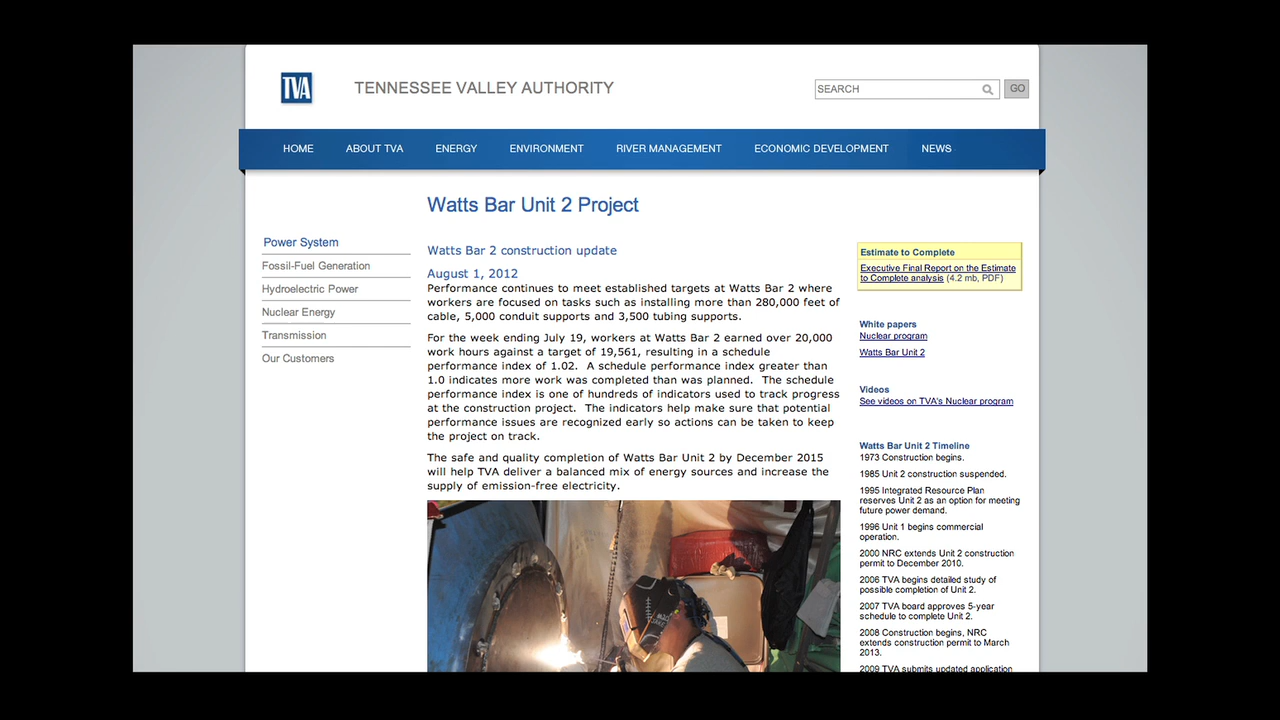 TVA
TENNESSEE VALLEY AUTHORITY
SEARCH
GO
HOME
ABOUT TVA
ENERGY
ENVIRONMENT
RIVER MANAGEMENT
ECONOMIC DEVELOPMENT
NEWS
Power System
Fossil-Fuel Generation
Hydroelectric Power
Nuclear Energy
Transmission
Our Customers
Watts Bar Unit 2 Project
Watts Bar 2 construction update
August 1, 2012
Performance continues to meet established targets at Watts Bar 2 where
workers are focused on tasks such as installing more than 280,000 feet of
cable, 5,000 conduit supports and 3,500 tubing supports.
For the week ending July 19, workers at Watts Bar 2 earned over 20,000
work hours against a target of 19,561, resulting in a schedule
performance index of 1.02.  A schedule performance index greater than
1.0 indicates more work was completed than was planned.  The schedule
performance index is one of hundreds of indicators used to track progress
at the construction project.  The indicators help make sure that potential
performance issues are recognized early so actions can be taken to keep
the project on track.
The safe and quality completion of Watts Bar Unit 2 by December 2015
will help TVA deliver a balanced mix of energy sources and increase the
supply of emission-free electricity.
Estimate to Complete
Executive Final Report on the Estimate
to Complete analysis (4.2 mb, PDF)
White papers
Nuclear program
Watts Bar Unit 2
Videos
See videos on TVA's Nuclear program
Watts Bar Unit 2 Timeline
1973 Construction begins.
1985 Unit 2 construction suspended.
1995 Integrated Resource Plan
reserves Unit 2 as an option for meeting
future power demand.
1996 Unit 1 begins commercial
operation.
2000 NRC extends Unit 2 construction
permit to December 2010.
2006 TVA begins detailed study of
possible completion of Unit 2.
2007 TVA board approves 5-year
schedule to complete Unit 2.
2008 Construction begins, NRC
extends construction permit to March
2013.
2009 TVA submits updated application